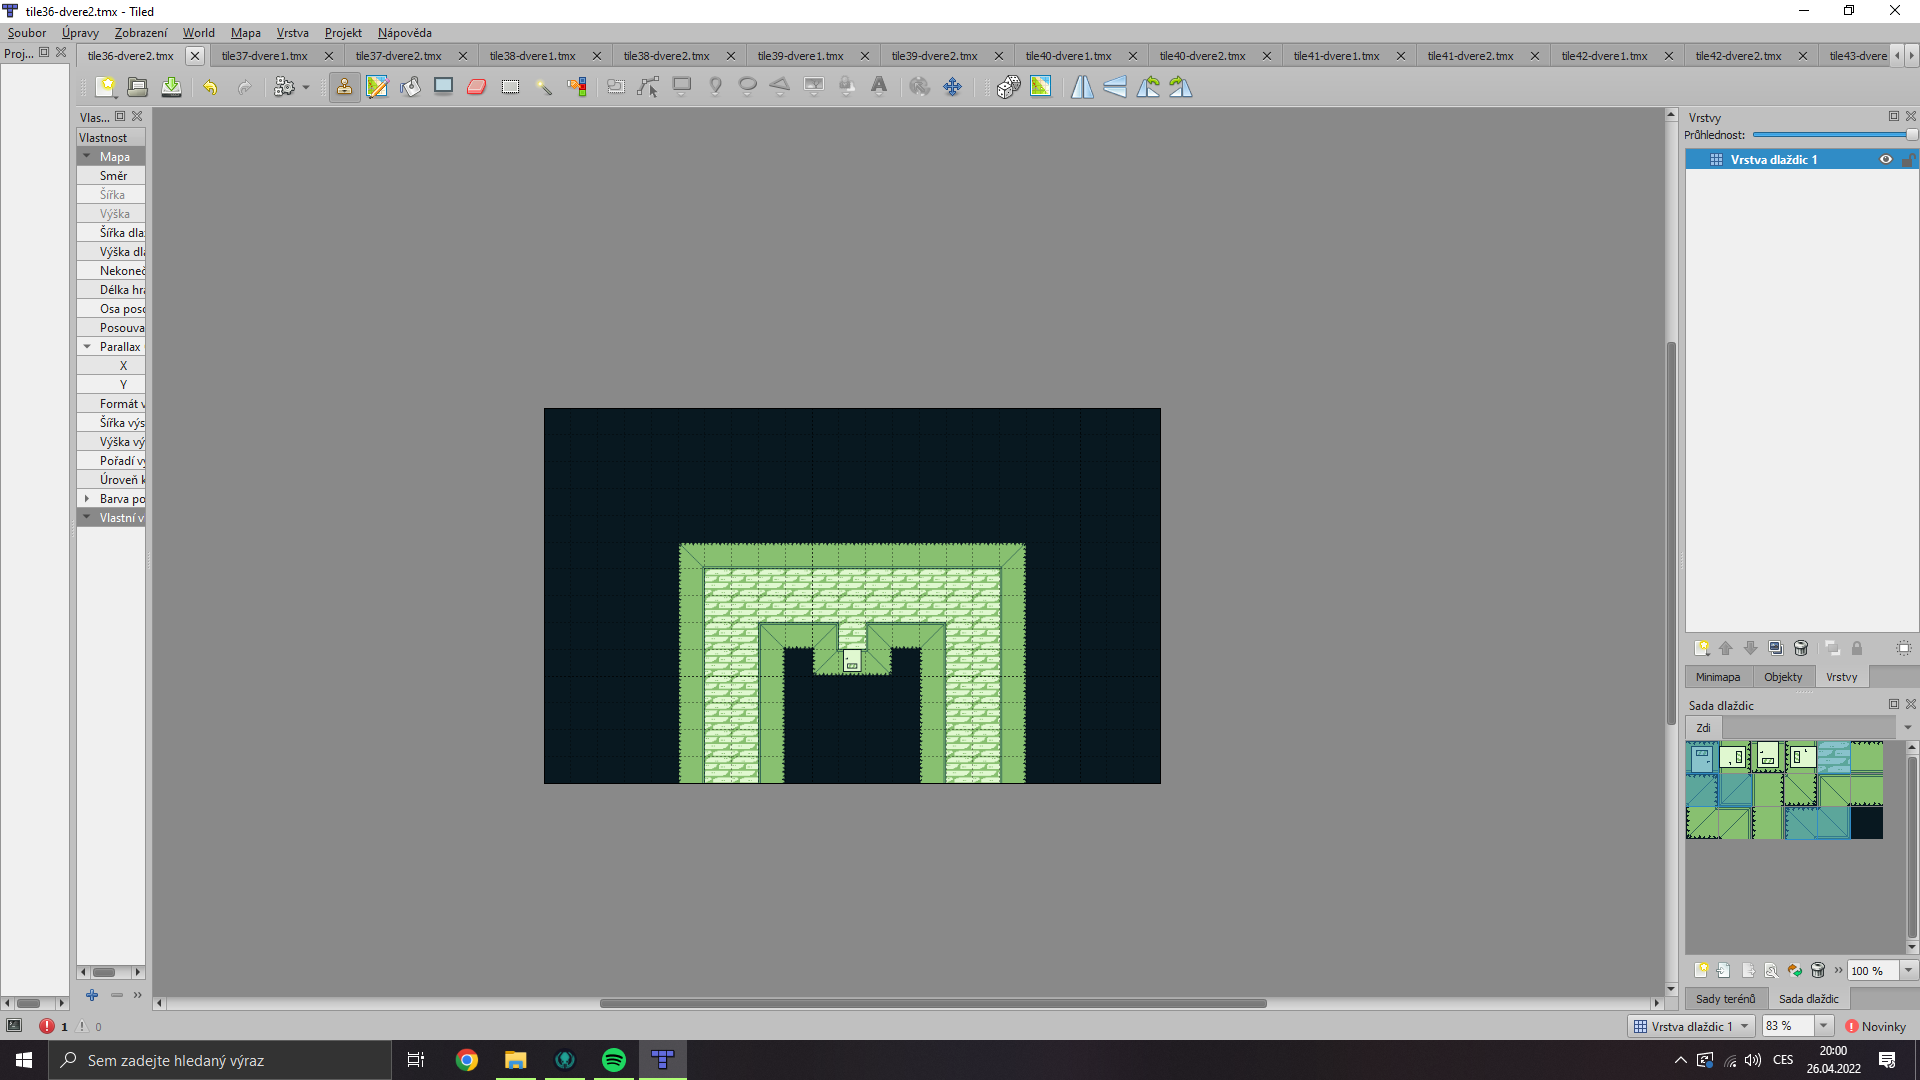 tile36-dvere2.tmx - Tiled
Soubor Úpravy Zobrazení World Mapa Vrstva Projekt Nápověda
Proj...
tile36-dvere2.tmx tile37-dvere1.tmx tile37-dvere2.tmx tile38-dvere1.tmx tile38-dvere2.tmx tile39-dvere1.tmx tile39-dvere2.tmx tile40-dvere1.tmx tile40-dvere2.tmx tile41-dvere1.tmx tile41-dvere2.tmx tile42-dvere1.tmx tile42-dvere2.tmx tile43-dvere
Vlas...
Vlastnost
Mapa
Směr
Šířka
Výška
Šířka dla
Výška dl
Nekoneč
Délka hra
Osa poso
Posouva
Parallax
X
Y
Formát v
Šířka výs
Výška vý
Pořadí vy
Úroveň k
Barva po
Vlastní v
Vrstvy
Průhlednost:
Vrstva dlaždic 1
Minimapa Objekty Vrstvy
Sada dlaždic
Zdi
100 %
Sady terénů Sada dlaždic
1 0
Vrstva dlaždic 1 83 % Novinky
Sem zadejte hledaný výraz
CES
20:00
26.04.2022